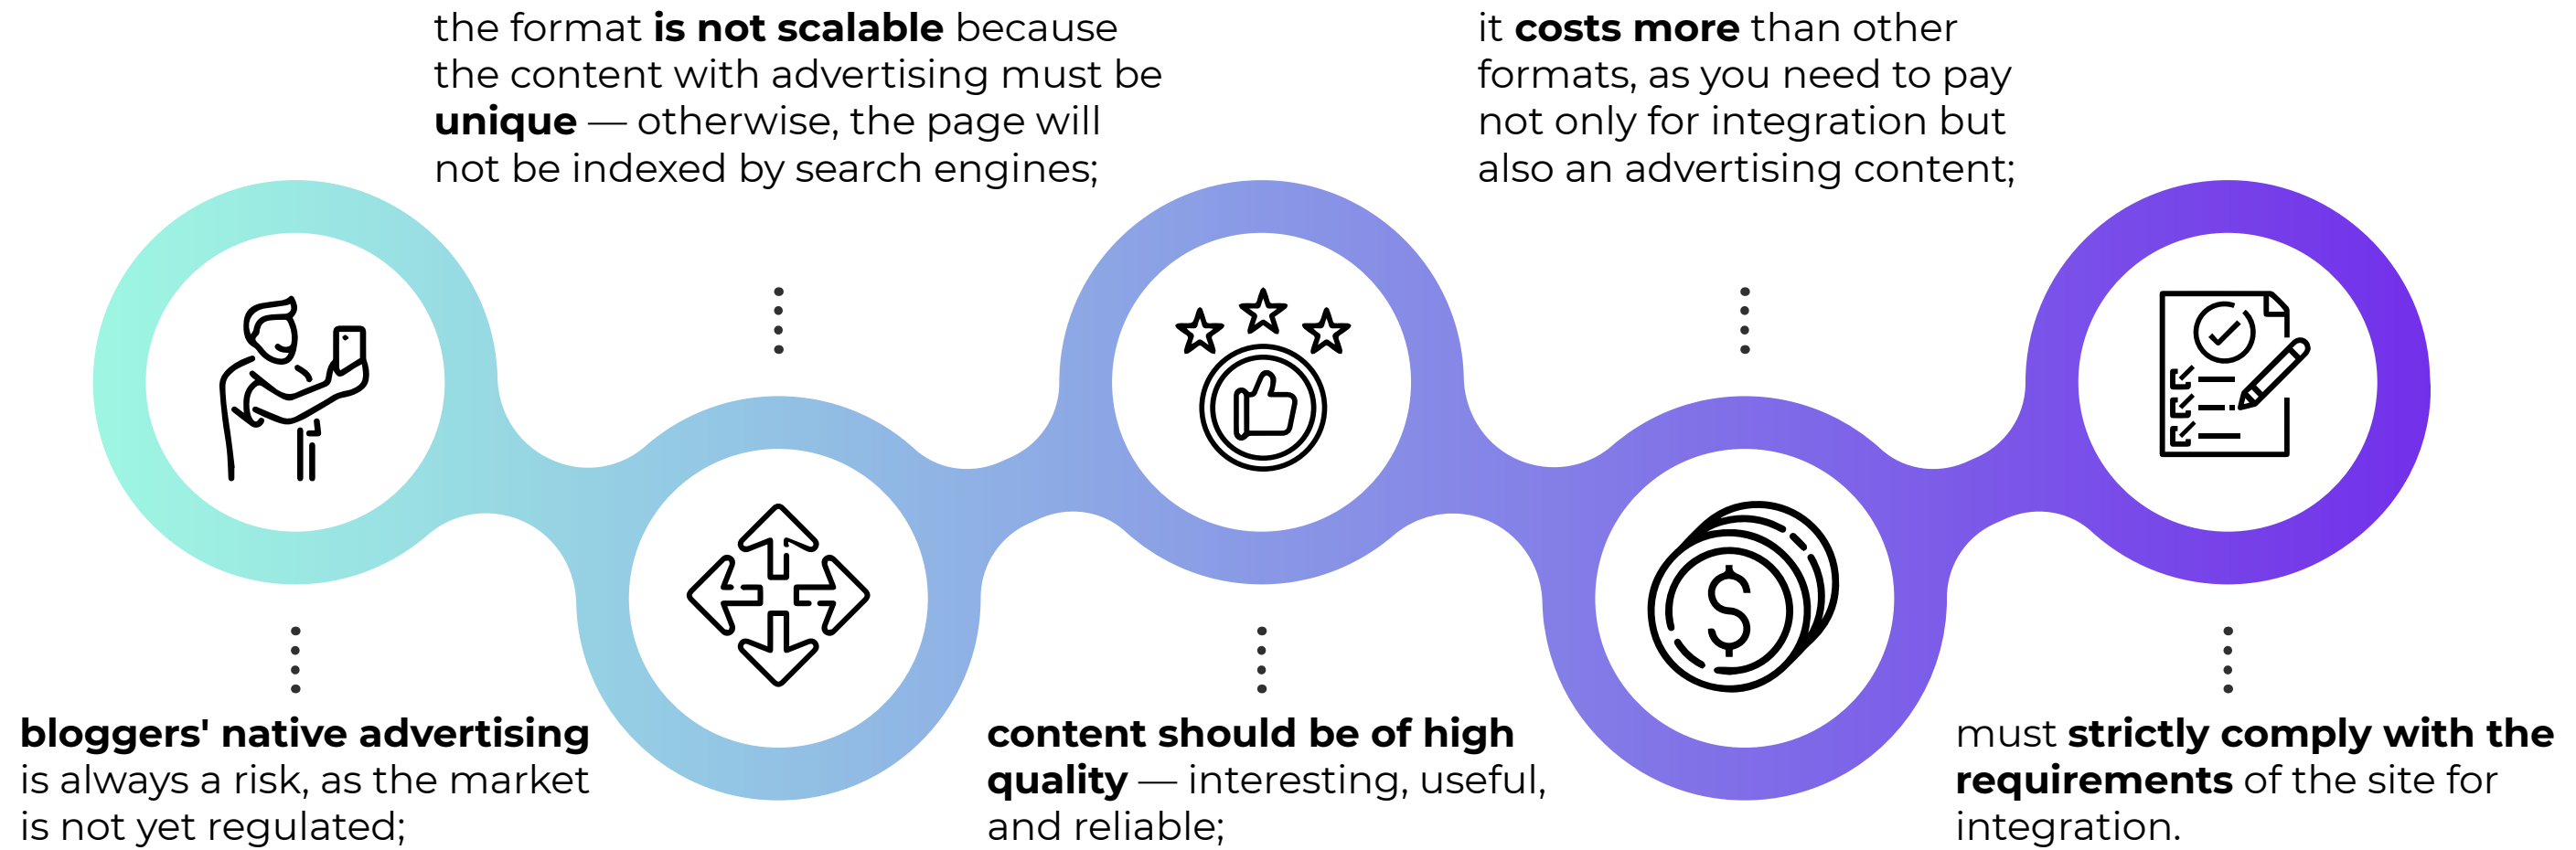 the format is not scalable because
the content with advertising must be
unique — otherwise, the page will
not be indexed by search engines;
it costs more than other
formats, as you need to pay
not only for integration but
also an advertising content;
$
bloggers' native advertising
is always a risk, as the market
is not yet regulated;
content should be of high
quality — interesting, useful,
and reliable;
must strictly comply with the
requirements of the site for
integration.